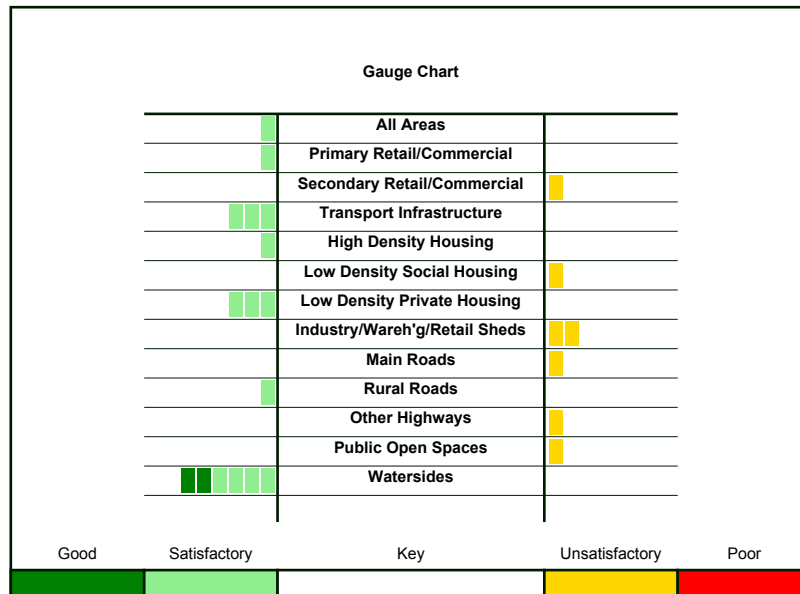 Gauge Chart
All Areas
Primary Retail/Commercial
Secondary Retail/Commercial
Transport Infrastructure
High Density Housing
Low Density Social Housing
Low Density Private Housing
Industry/Wareh'g/Retail Sheds
Main Roads
Rural Roads
Other Highways
Public Open Spaces
Watersides
Good Satisfactory Key Unsatisfactory Poor